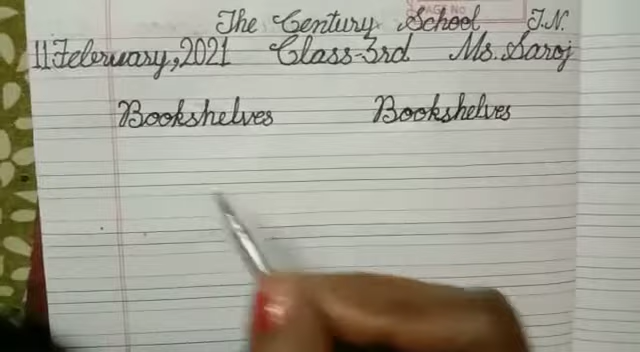 The Century School T.N.
11 February, 2021 Class-3rd Ms. Saroj
Bookshelves Bookshelves